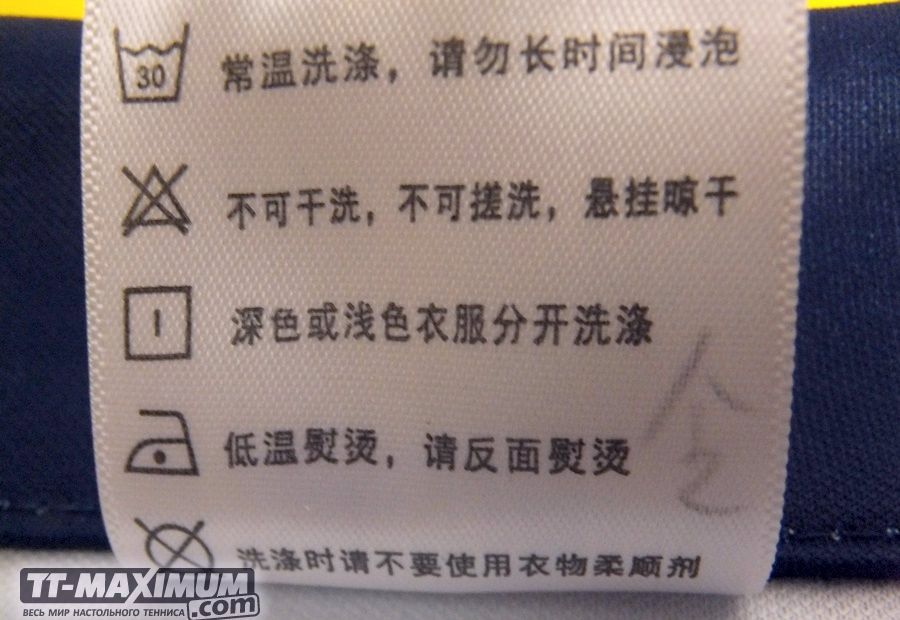 30 常温洗涤，请勿长时间浸泡
不可干洗，不可搓洗，悬挂晾干
深色或浅色衣服分开洗涤
低温熨烫，请反面熨烫
洗涤时请不要使用衣物柔顺剂
TT-MAXIMUM
ВЕСЬ МИР НАСТОЛЬНОГО ТЕННИСА .com